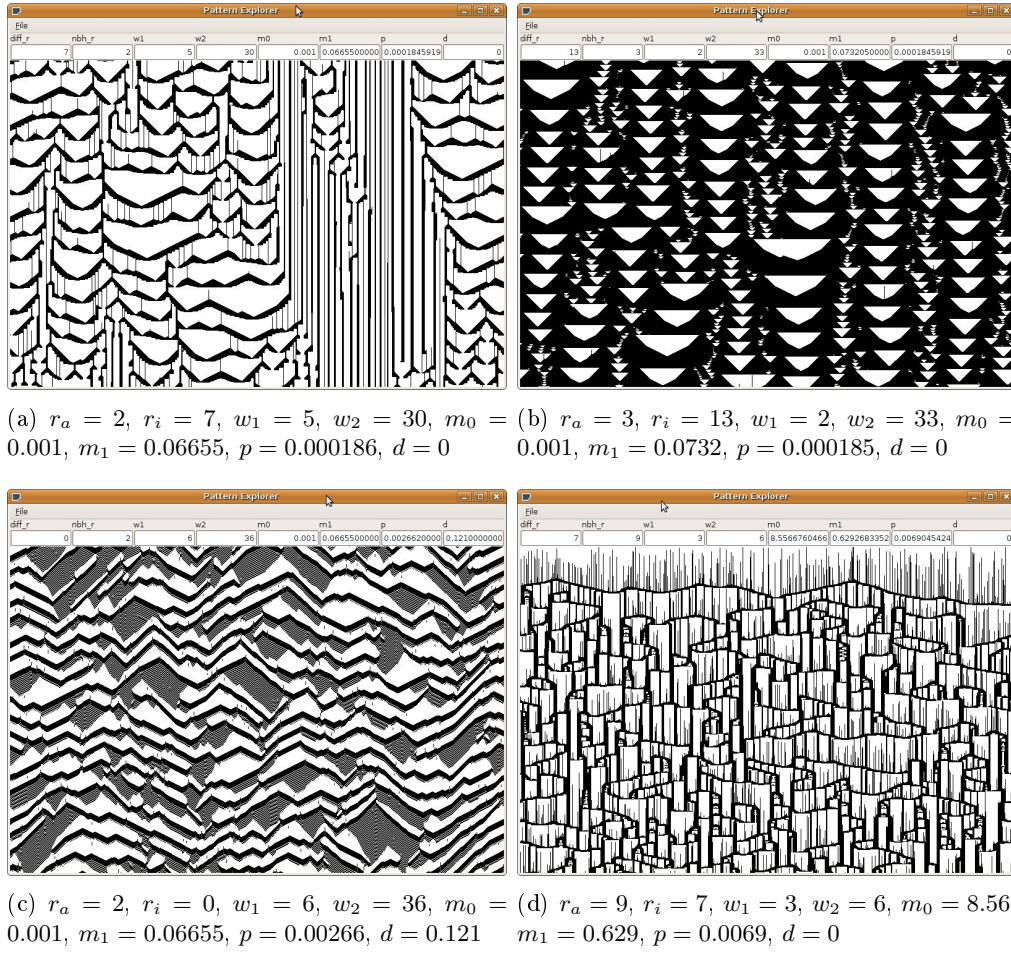 Pattern Explorer
File
diff_r nbh_r w1 w2 m0 m1 p d
7 2 5 30 0.001 0.0665500000 0.0001845919 0
Pattern Explorer
File
diff_r nbh_r w1 w2 m0 m1 p d
13 3 2 33 0.001 0.0732050000 0.0001845919 0
(a) r_a = 2, r_i = 7, w_1 = 5, w_2 = 30, m_0 =
0.001, m_1 = 0.06655, p = 0.000186, d = 0
(b) r_a = 3, r_i = 13, w_1 = 2, w_2 = 33, m_0 =
0.001, m_1 = 0.0732, p = 0.000185, d = 0
Pattern Explorer
File
diff_r nbh_r w1 w2 m0 m1 p d
0 2 6 36 0.001 0.0665500000 0.0026620000 0.1210000000
Pattern Explorer
File
diff_r nbh_r w1 w2 m0 m1 p d
7 9 3 6 8.5566760466 0.6292683352 0.0069045424 0
(c) r_a = 2, r_i = 0, w_1 = 6, w_2 = 36, m_0 =
0.001, m_1 = 0.06655, p = 0.00266, d = 0.121
(d) r_a = 9, r_i = 7, w_1 = 3, w_2 = 6, m_0 = 8.56
m_1 = 0.629, p = 0.0069, d = 0